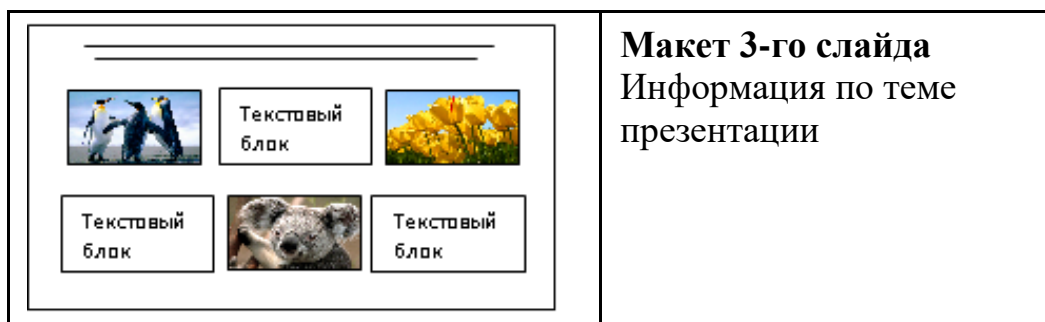 Текстовый
блок
Текстовый
блок
Текстовый
блок
Макет 3-го слайда
Информация по теме
презентации